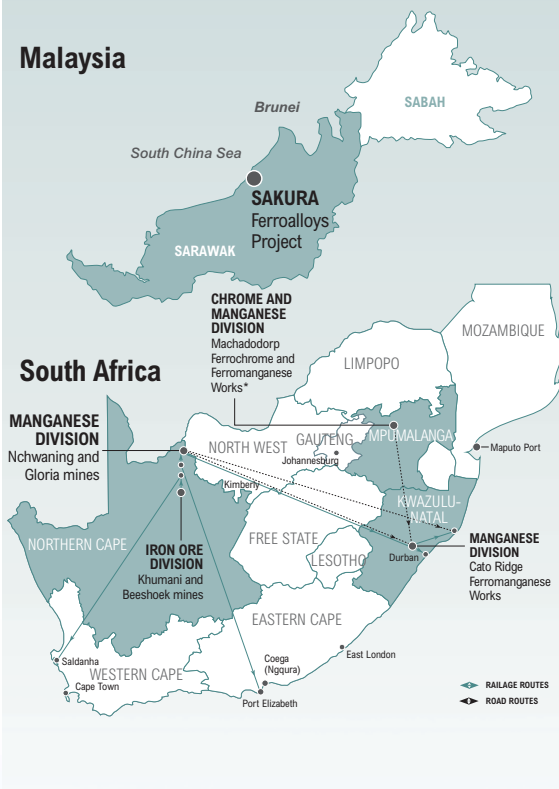 Malaysia
SABAH
Brunei
South China Sea
SAKURA
Ferroalloys
Project
SARAWAK
CHROME AND
MANGANESE
DIVISION
Machadodorp
Ferrochrome and
Ferromanganese
Works*
MOZAMBIQUE
LIMPOPO
South Africa
MANGANESE
DIVISION
Nchwaning and
Gloria mines
NORTH WEST
GAUTENG
MPUMALANGA
Johannesburg
Maputo Port
Kimberly
KWAZULU-
NATAL
NORTHERN CAPE
IRON ORE
DIVISION
Khumani and
Beeshoek mines
FREE STATE
LESOTHO
Durban
MANGANESE
DIVISION
Cato Ridge
Ferromanganese
Works
EASTERN CAPE
East London
Coega
(Ngqura)
Saldanha
WESTERN CAPE
Cape Town
Port Elizabeth
RAILAGE ROUTES
ROAD ROUTES